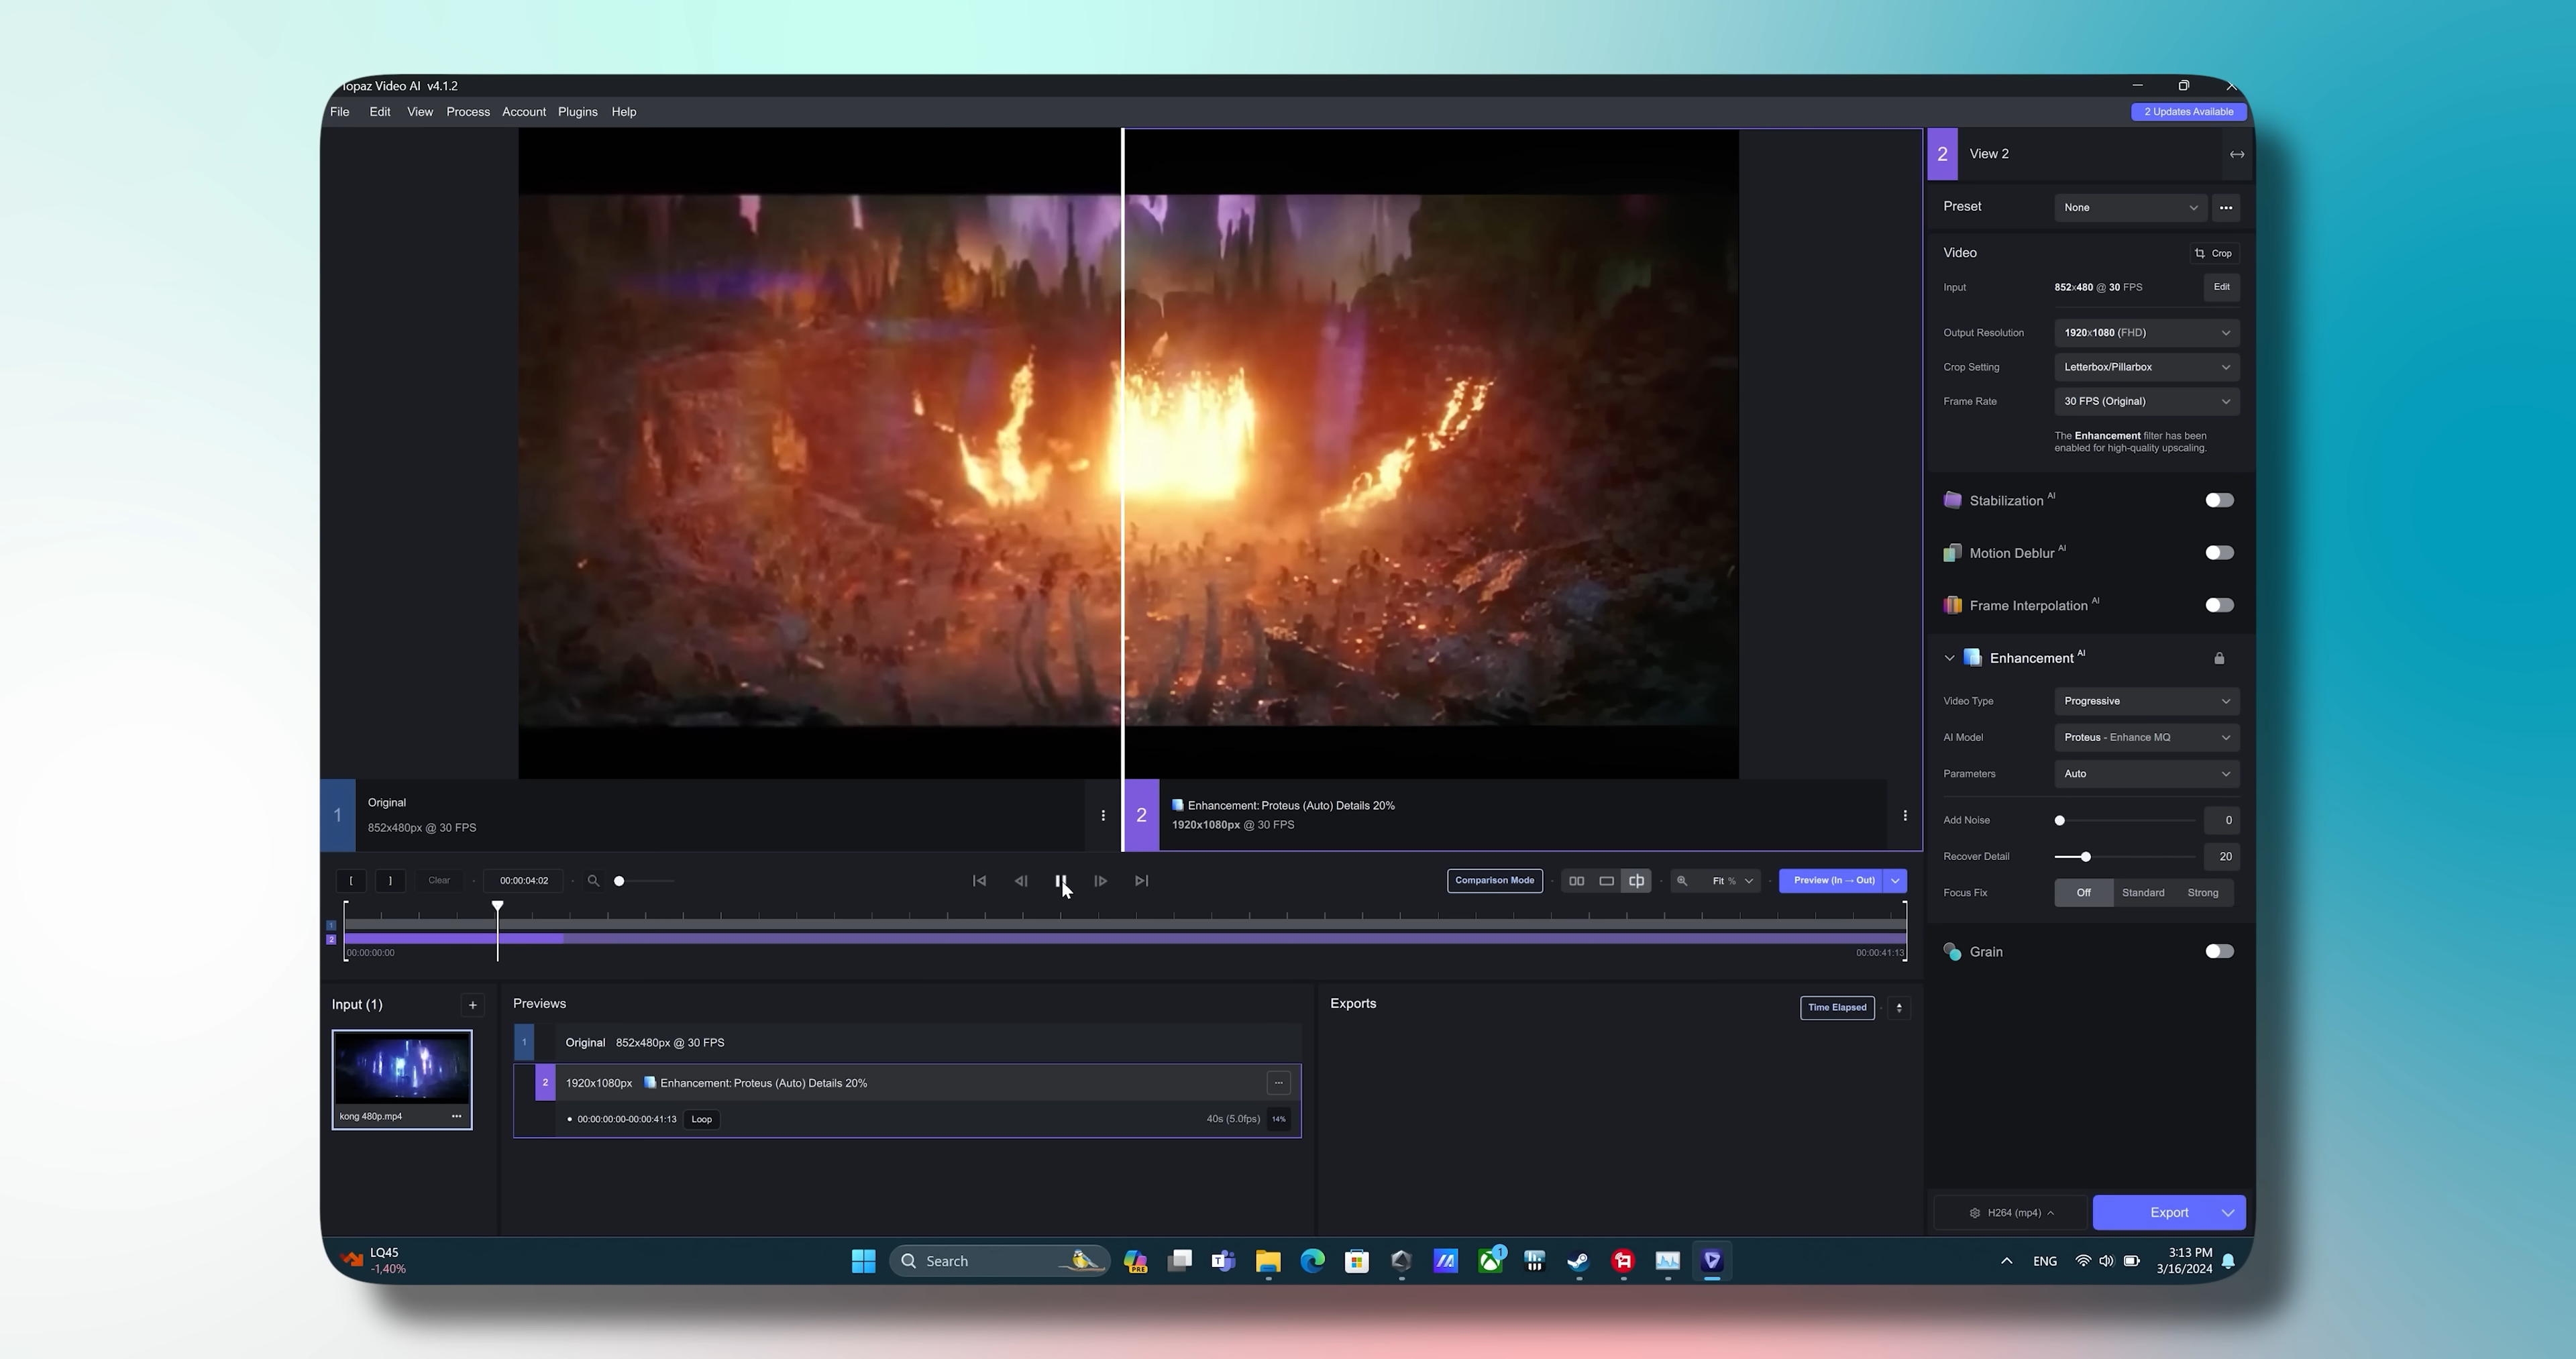 Topaz Video AI v4.1.2
File Edit View Process Account Plugins Help
2 Updates Available
2 View 2
Preset None
Video Crop
Input 852x480 @ 30 FPS Edit
Output Resolution 1920x1080 (FHD)
Crop Setting Letterbox/Pillarbox
Frame Rate 30 FPS (Original)
The Enhancement filter has been
enabled for high-quality upscaling.
Stabilization AI
Motion Deblur AI
Frame Interpolation AI
Enhancement AI
Video Type Progressive
AI Model Proteus - Enhance MQ
Parameters Auto
Add Noise 0
Recover Detail 20
Focus Fix Off Standard Strong
Grain
H264 (mp4) Export
1 Original
852x480px @ 30 FPS
2 Enhancement: Proteus (Auto) Details 20%
1920x1080px @ 30 FPS
[ ] Clear 00:00:04:02
Comparison Mode Fit % Preview (In → Out)
1
2
00:00:00:00 00:00:41:13
Input (1) +
kong 480p.mp4
Previews
1 Original 852x480px @ 30 FPS
2 1920x1080px Enhancement: Proteus (Auto) Details 20%
00:00:00:00-00:00:41:13 Loop 40s (5.0fps) 14%
Exports Time Elapsed
LQ45
-1,40%
Search
PRE
1
ENG
3:13 PM
3/16/2024